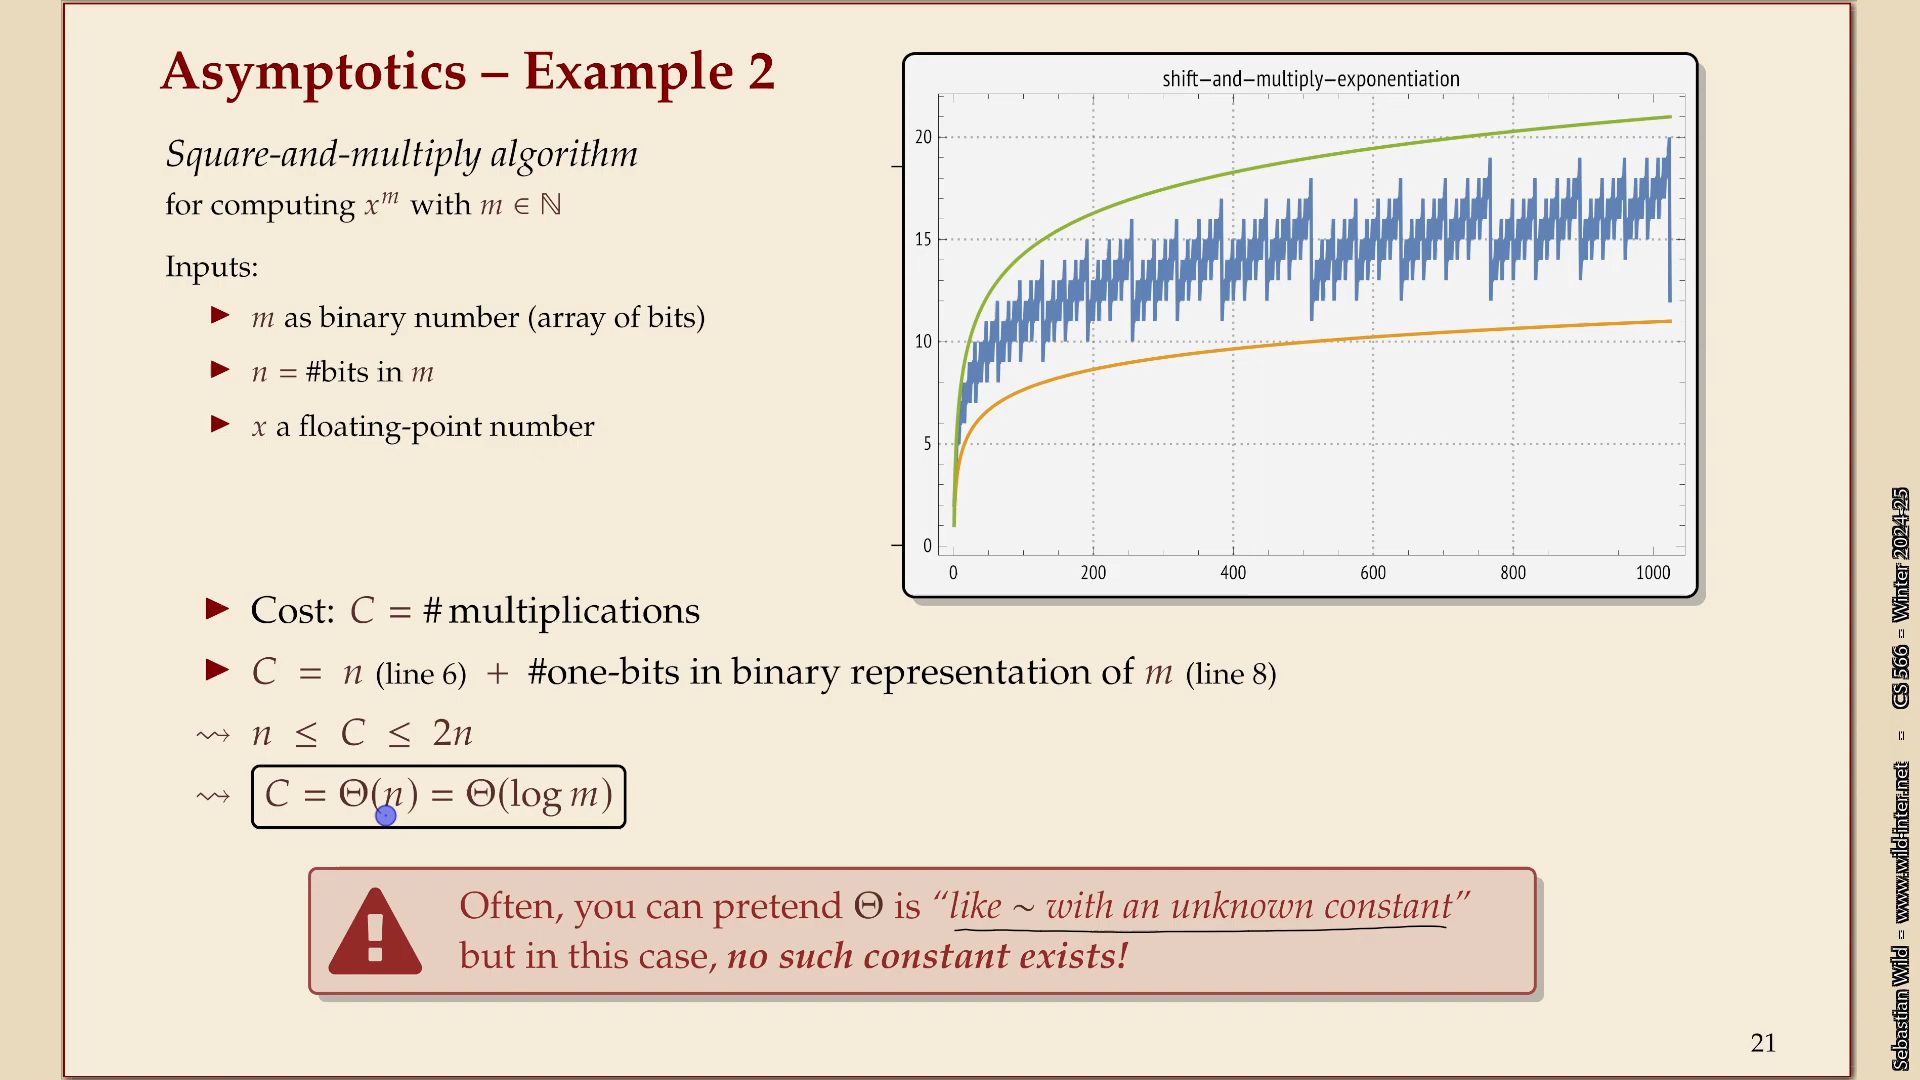 Asymptotics – Example 2
Square-and-multiply algorithm
for computing xᵐ with m ∈ ℕ
Inputs:
▶ m as binary number (array of bits)
▶ n = #bits in m
▶ x a floating-point number
shift−and−multiply−exponentiation
20
15
10
5
0
0 200 400 600 800 1000
▶ Cost: C = #multiplications
▶ C = n (line 6) + #one-bits in binary representation of m (line 8)
⇝ n ≤ C ≤ 2n
⇝ C = Θ(n) = Θ(log m)
Often, you can pretend Θ is “like ~ with an unknown constant”
but in this case, no such constant exists!
21
Sebastian Wild – www.wild-inter.net – CS 566 – Winter 2024-25